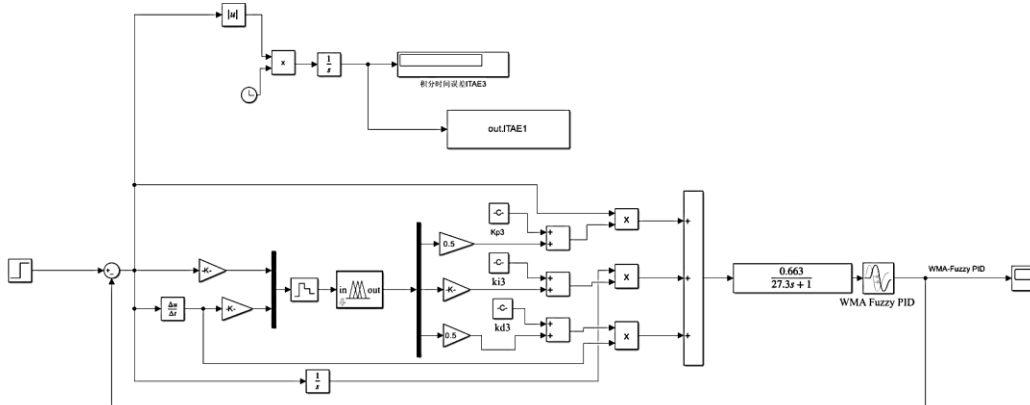 |u|
x
1
s
积分时间误差ITAE3
out.ITAE1
-C-
Kp3
+
+
X
+
0.5
-C-
ki3
+
+
X
+
-K-
-K-
in
out
-K-
0.663
27.3s + 1
WMA Fuzzy PID
WMA-Fuzzy PID
+
-
Δu
Δt
-K-
-C-
kd3
+
+
X
+
0.5
1
s